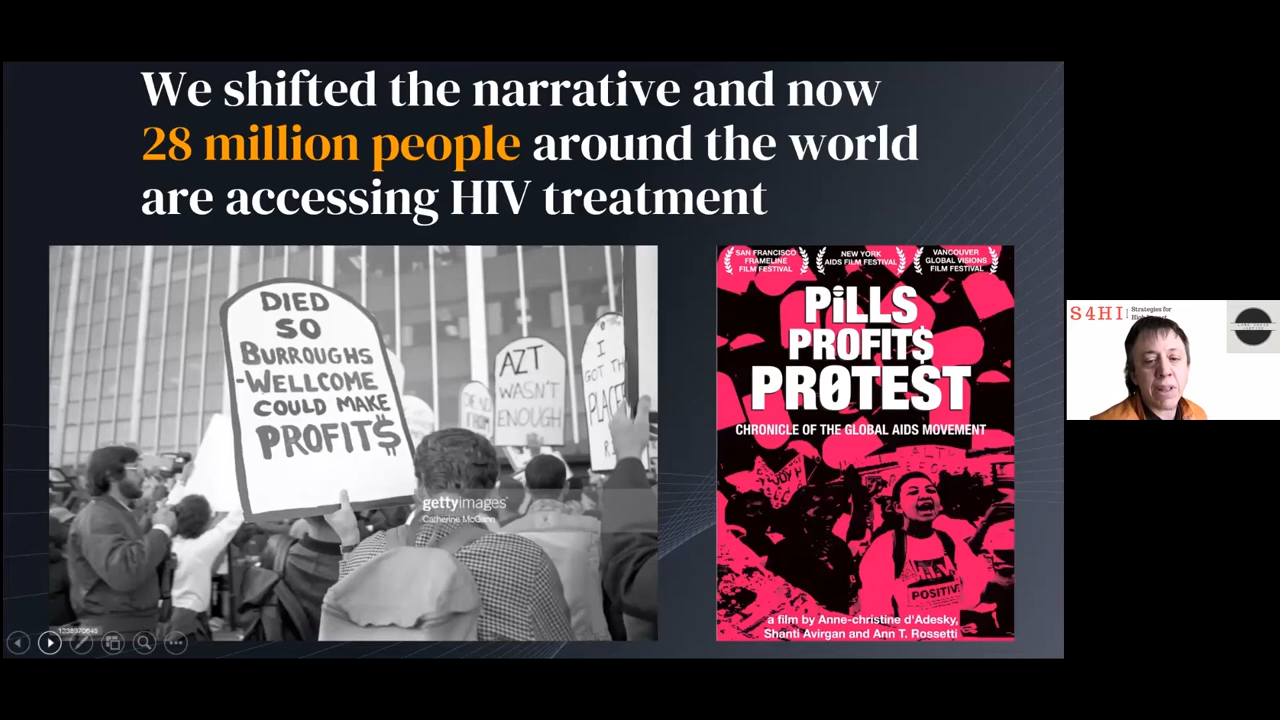 We shifted the narrative and now
28 million people around the world
are accessing HIV treatment
DIED
SO
BURROUGHS
-WELLCOME
COULD MAKE
PROFIT$
AZT
WASN'T
ENOUGH
I
GOT TH
PLACE
gettyimages®
Catherine McGann
1238970645
SAN FRANCISCO
FRAMELINE
FILM FESTIVAL
NEW YORK
AIDS FILM FESTIVAL
VANCOUVER
GLOBAL VISIONS
FILM FESTIVAL
PiLLS
PROFIT$
PRØTEST
CHRONICLE OF THE GLOBAL AIDS MOVEMENT
H.I.V.
POSITIVE
a film by Anne-christine d'Adesky,
Shanti Avirgan and Ann T. Rossetti
S4HI
Strategies for